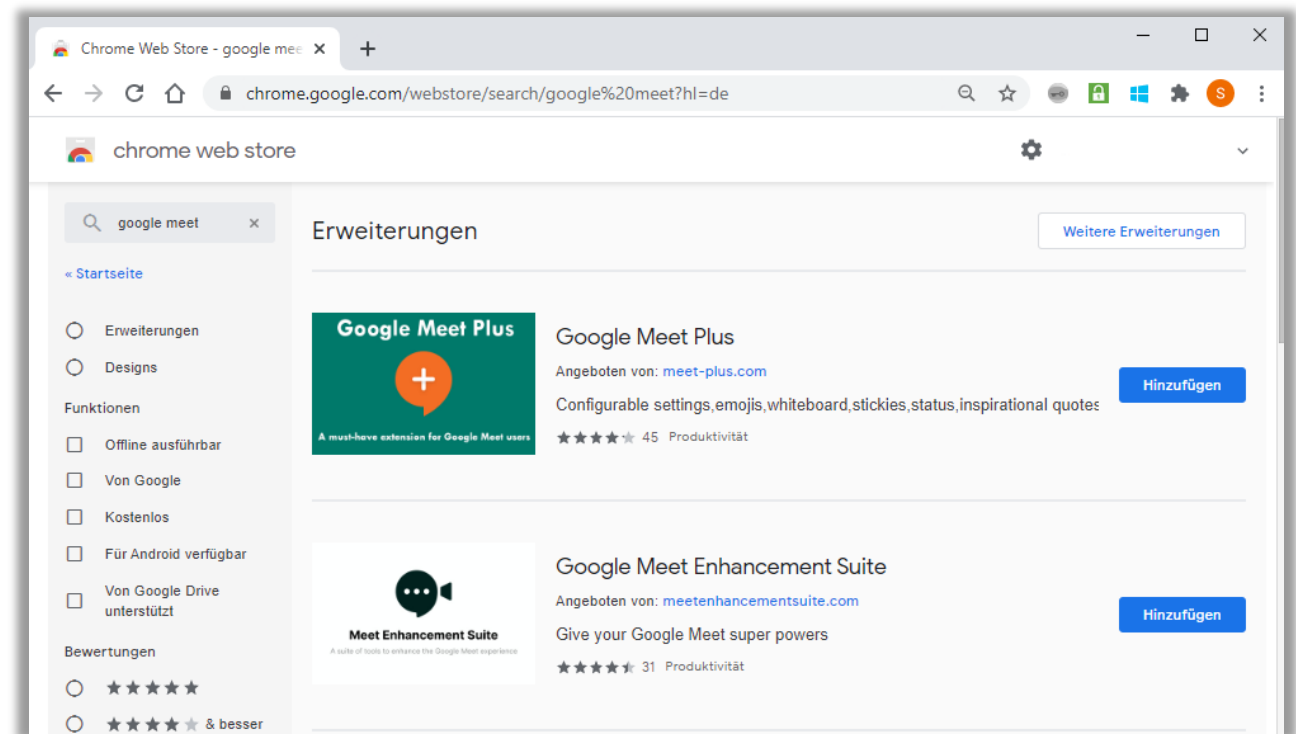 Chrome Web Store - google mee
chrome.google.com/webstore/search/google%20meet?hl=de
S
chrome web store
google meet
« Startseite
Erweiterungen
Designs
Funktionen
Offline ausführbar
Von Google
Kostenlos
Für Android verfügbar
Von Google Drive
unterstützt
Bewertungen
& besser
Erweiterungen
Weitere Erweiterungen
Google Meet Plus
A must-have extension for Google Meet users
Google Meet Plus
Angeboten von: meet-plus.com
Configurable settings,emojis,whiteboard,stickies,status,inspirational quotes
45 Produktivität
Hinzufügen
Meet Enhancement Suite
A suite of tools to enhance the Google Meet experience
Google Meet Enhancement Suite
Angeboten von: meetenhancementsuite.com
Give your Google Meet super powers
31 Produktivität
Hinzufügen